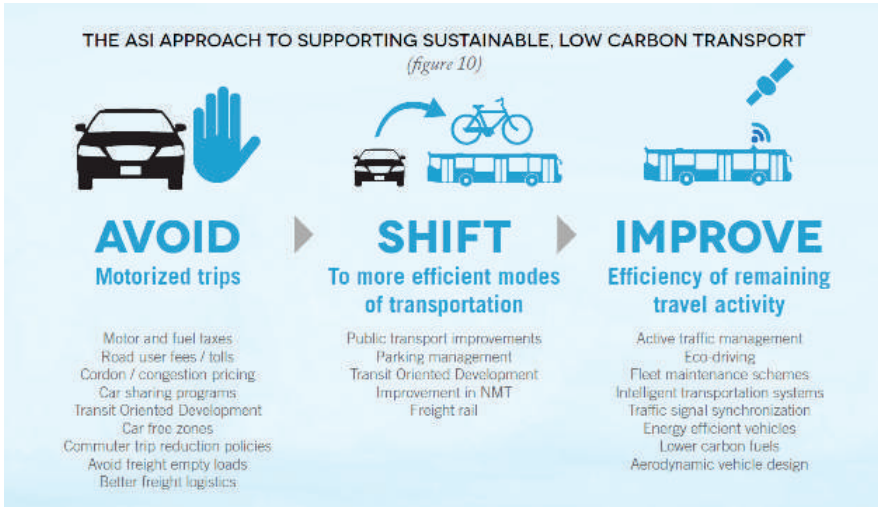 THE ASI APPROACH TO SUPPORTING SUSTAINABLE, LOW CARBON TRANSPORT
(figure 10)
AVOID
Motorized trips
Motor and fuel taxes
Road user fees / tolls
Cordon / congestion pricing
Car sharing programs
Transit Oriented Development
Car free zones
Commuter trip reduction policies
Avoid freight empty loads
Better freight logistics
SHIFT
To more efficient modes
of transportation
Public transport improvements
Parking management
Transit Oriented Development
Improvement in NMT
Freight rail
IMPROVE
Efficiency of remaining
travel activity
Active traffic management
Eco-driving
Fleet maintenance schemes
Intelligent transportation systems
Traffic signal synchronization
Energy efficient vehicles
Lower carbon fuels
Aerodynamic vehicle design